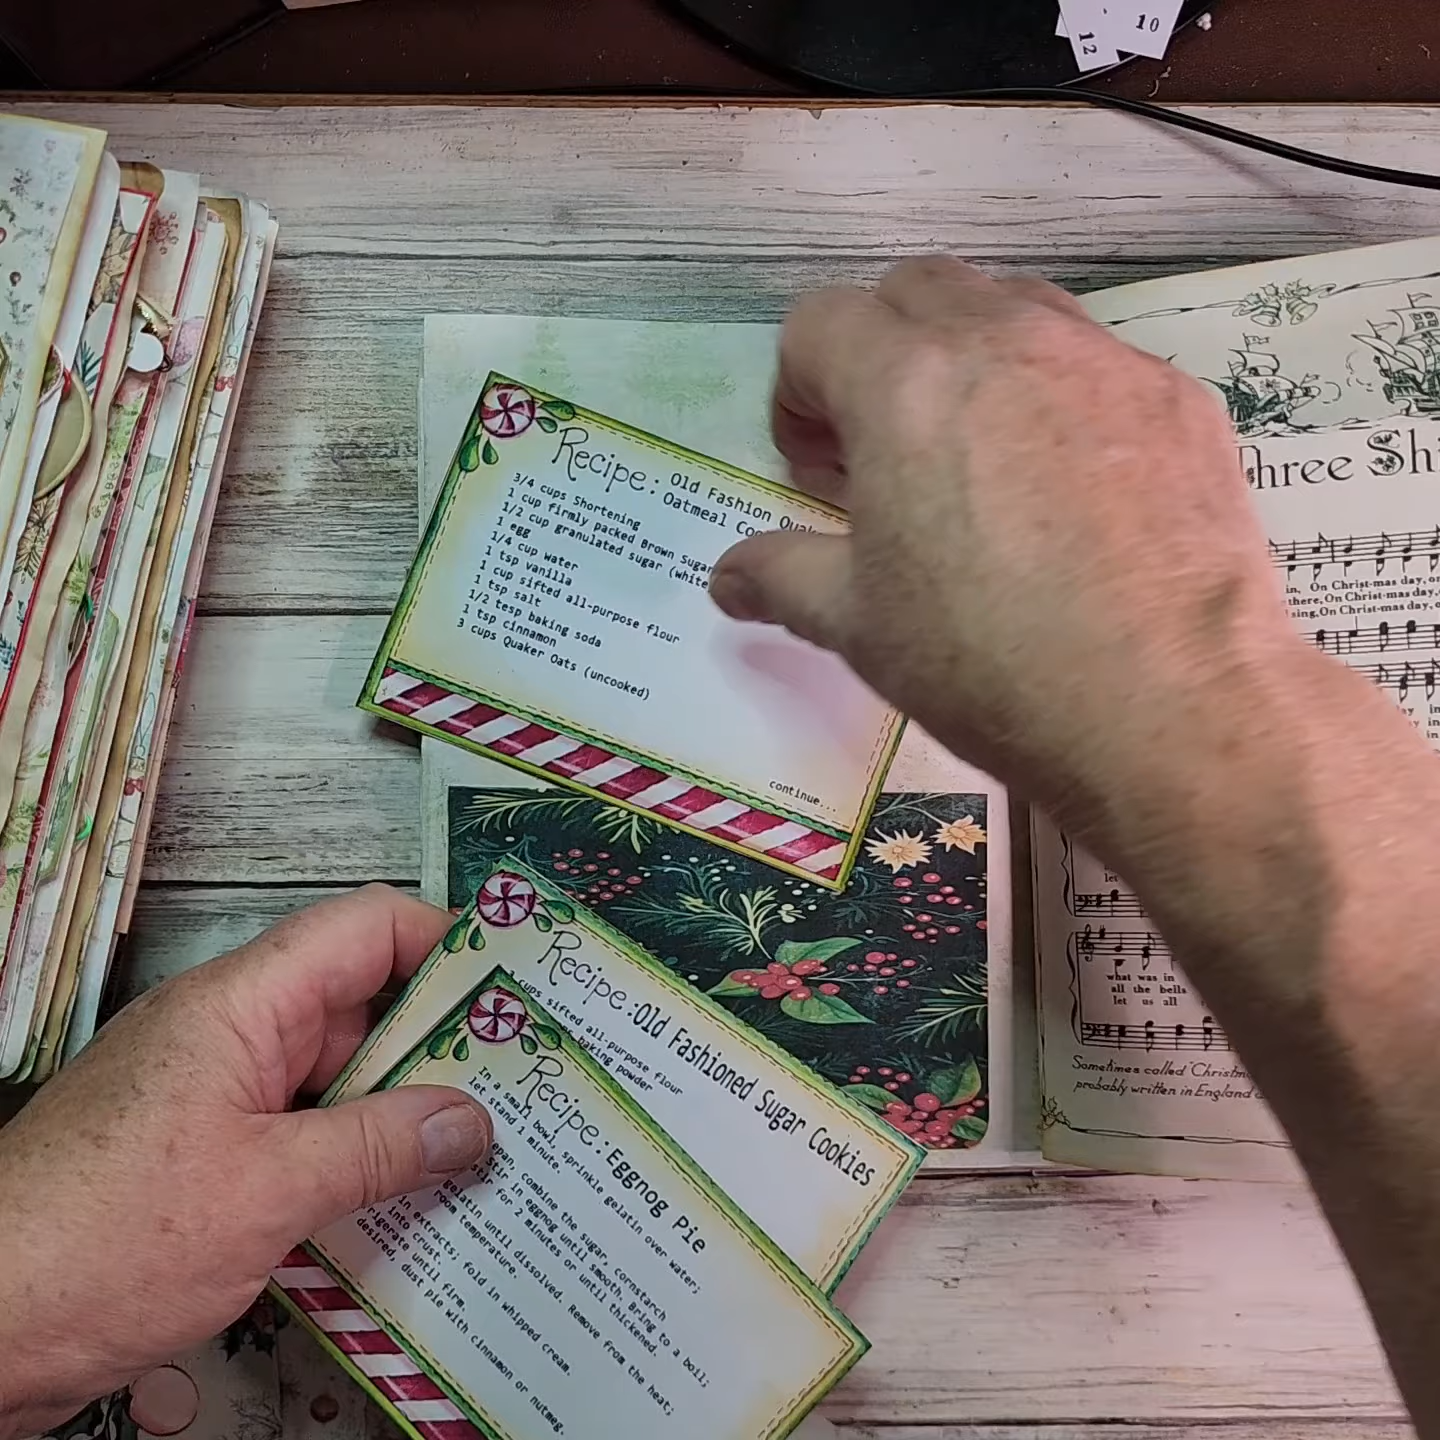 10
12
Recipe: Old Fashion
Oatmeal
3/4 cups Shortening
1 cup firmly packed Brown Sugar
1/2 cup granulated sugar (white
1 egg
1/4 cup water
1 tsp vanilla
1 cup sifted all-purpose flour
1 tsp salt
1/2 tesp baking soda
1 tsp cinnamon
3 cups Quaker Oats (uncooked)
continue...
Recipe: Old Fashioned Sugar Cookies
cups sifted all-purpose flour
baking powder
Recipe: Eggnog Pie
In a small bowl, sprinkle gelatin over water;
let stand 1 minute.
combine the sugar, cornstarch
stir in eggnog until smooth. Bring to a boil;
stir for 2 minutes or until thickened.
gelatin until dissolved. Remove from the heat;
room temperature.
in extracts; fold in whipped cream.
into crust.
until firm.
desired, dust pie with cinnamon or nutmeg.
Three
in, On Christ-mas day, on
there, On Christ-mas day,
sing, On Christ-mas day,
in
in
in
let
what was in
all the bells
let us all
Sometimes called "Christm
probably written in England